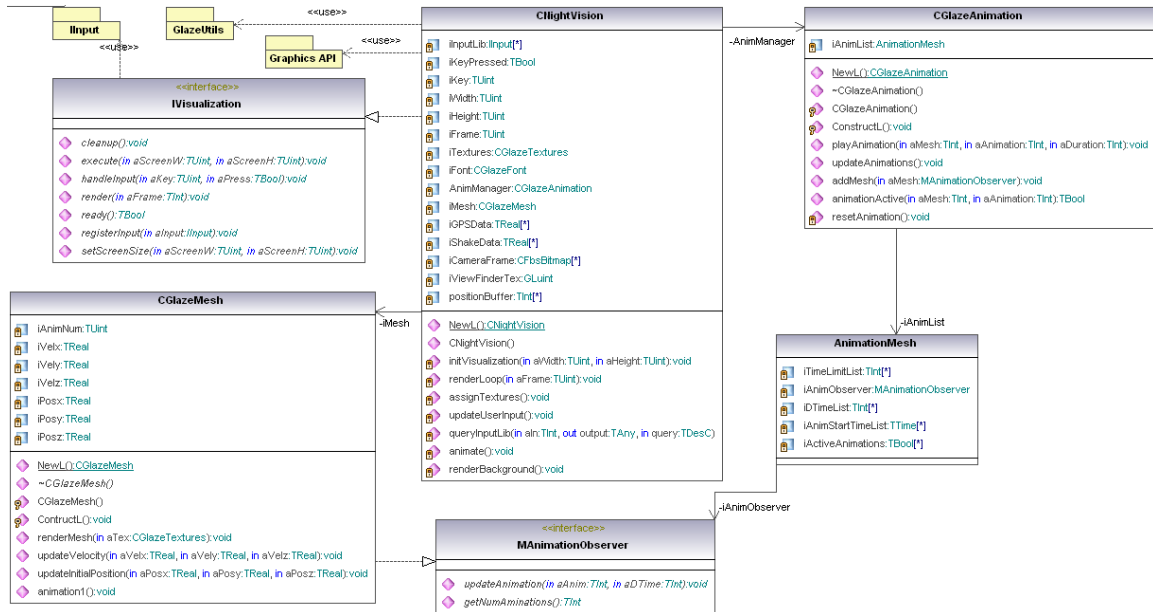 IInput
<<use>>
GlazeUtils
<<use>>
Graphics API
<<use>>
<<interface>>
IVisualization
cleanup():void
execute(in aScreenW:TUint, in aScreenH:TUint):void
handleInput(in aKey:TUint, in aPress:TBool):void
render(in aFrame:TInt):void
ready():TBool
registerInput(in aInput:IInput):void
setScreenSize(in aScreenW:TUint, in aScreenH:TUint):void
CNightVision
iInputLib:IInput[*]
iKeyPressed:TBool
iKey:TUint
iWidth:TUint
iHeight:TUint
iFrame:TUint
iTextures:CGlazeTextures
iFont:CGlazeFont
AnimManager:CGlazeAnimation
iMesh:CGlazeMesh
iGPSData:TReal[*]
iShakeData:TReal[*]
iCameraFrame:CFbsBitmap[*]
iViewFinderTex:GLuint
positionBuffer:TInt[*]
NewL():CNightVision
CNightVision()
initVisualization(in aWidth:TUint, in aHeight:TUint):void
renderLoop(in aFrame:TUint):void
assignTextures():void
updateUserInput():void
queryInputLib(in aIn:TInt, out output:TAny, in query:TDesC)
animate():void
renderBackground():void
-AnimManager
CGlazeAnimation
iAnimList:AnimationMesh
NewL():CGlazeAnimation
~CGlazeAnimation()
CGlazeAnimation()
ConstructL():void
playAnimation(in aMesh:TInt, in aAnimation:TInt, in aDuration:TInt):void
updateAnimations():void
addMesh(in aMesh:MAnimationObserver):void
animationActive(in aMesh:TInt, in aAnimation:TInt):TBool
resetAnimation():void
-iAnimList
AnimationMesh
iTimeLimitList:TInt[*]
iAnimObserver:MAnimationObserver
iDTimeList:TInt[*]
iAnimStartTimeList:TTime[*]
iActiveAnimations:TBool[*]
-iAnimObserver
-iMesh
CGlazeMesh
iAnimNum:TUint
iVelx:TReal
iVely:TReal
iVelz:TReal
iPosx:TReal
iPosy:TReal
iPosz:TReal
NewL():CGlazeMesh
~CGlazeMesh()
CGlazeMesh()
ContructL():void
renderMesh(in aTex:CGlazeTextures):void
updateVelocity(in aVelx:TReal, in aVely:TReal, in aVelz:TReal):void
updateInitialPosition(in aPosx:TReal, in aPosy:TReal, in aPosz:TReal):void
animation1():void
<<interface>>
MAnimationObserver
updateAnimation(in aAnim:TInt, in aDTime:TInt):void
getNumAminations():TInt